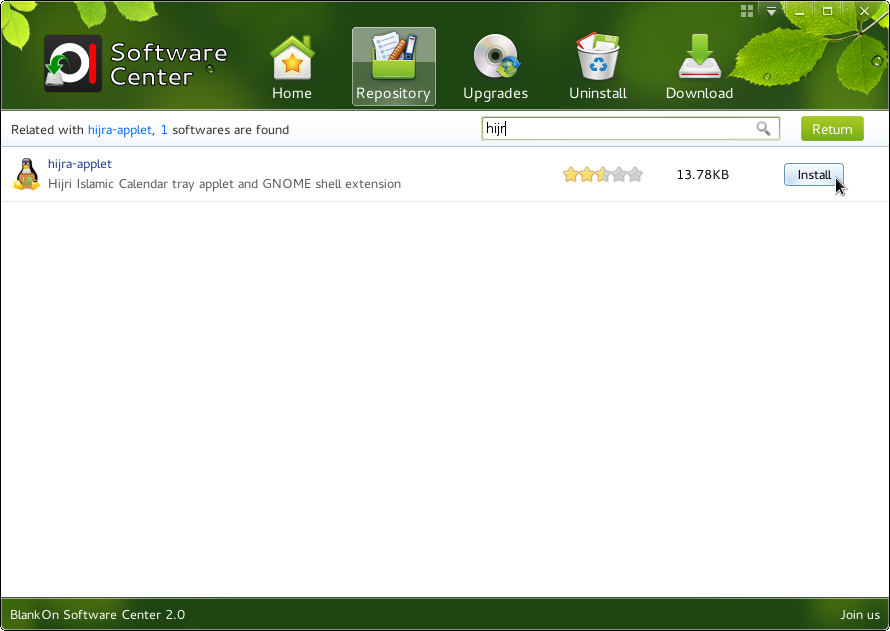 Software
Center
Home
Repository
Upgrades
Uninstall
Download
Related with hijra-applet, 1 softwares are found
hijr
Return
hijra-applet
Hijri Islamic Calendar tray applet and GNOME shell extension
13.78KB
Install
BlankOn Software Center 2.0
Join us